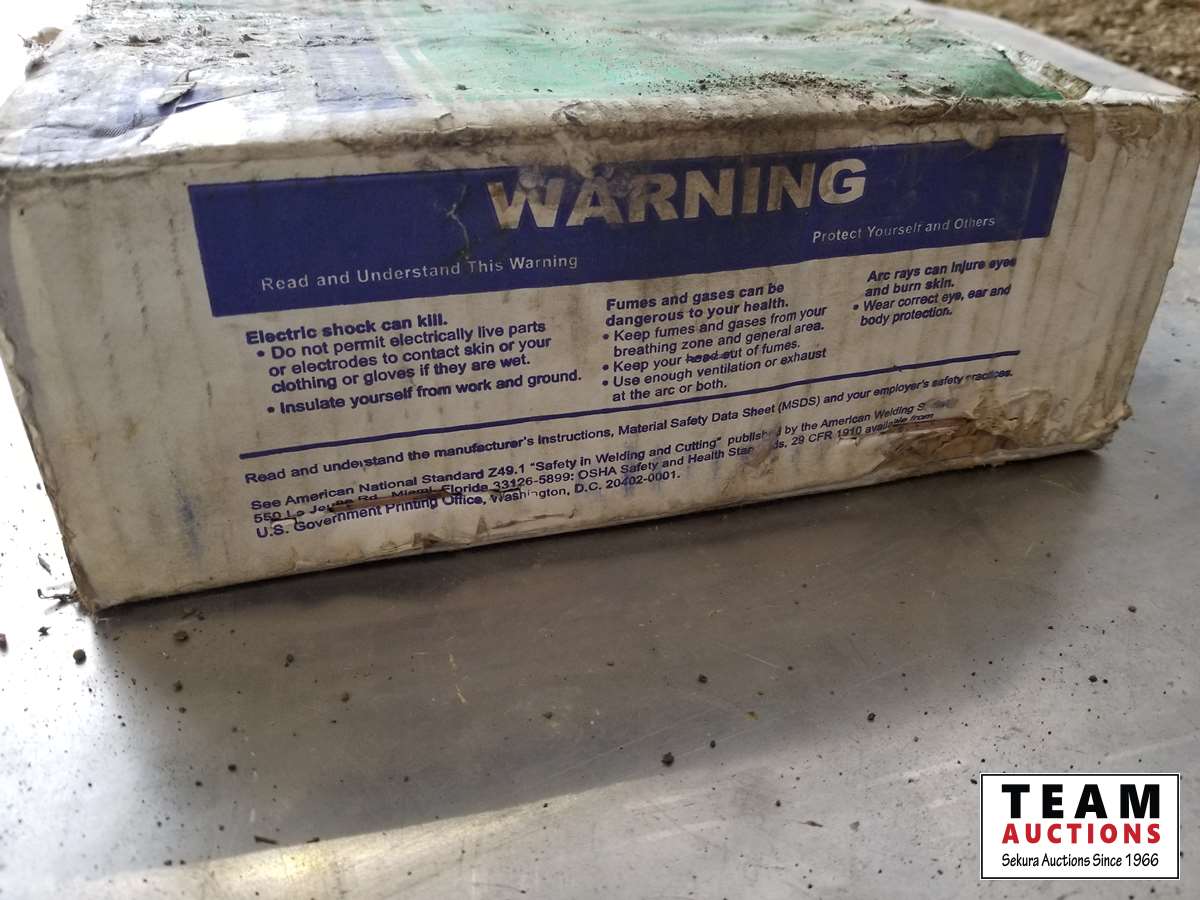 WARNING
Read and Understand This Warning
Protect Yourself and Others
Electric shock can kill.
• Do not permit electrically live parts
or electrodes to contact skin or your
clothing or gloves if they are wet.
• Insulate yourself from work and ground.
Fumes and gases can be
dangerous to your health.
• Keep fumes and gases from your
breathing zone and general area.
• Keep your head out of fumes.
• Use enough ventilation or exhaust
at the arc or both.
Arc rays can injure eyes
and burn skin.
• Wear correct eye, ear and
body protection.
Read and understand the manufacturer's instructions, Material Safety Data Sheet (MSDS) and your employer's safety practices.
See American National Standard Z49.1 "Safety in Welding and Cutting" published by the American Welding
550 Le Jeune Rd., Miami, Florida 33126-5899: OSHA Safety and Health Standards, 29 CFR 1910 available from
U.S. Government Printing Office, Washington, D.C. 20402-0001.
TEAM
AUCTIONS
Sekura Auctions Since 1966